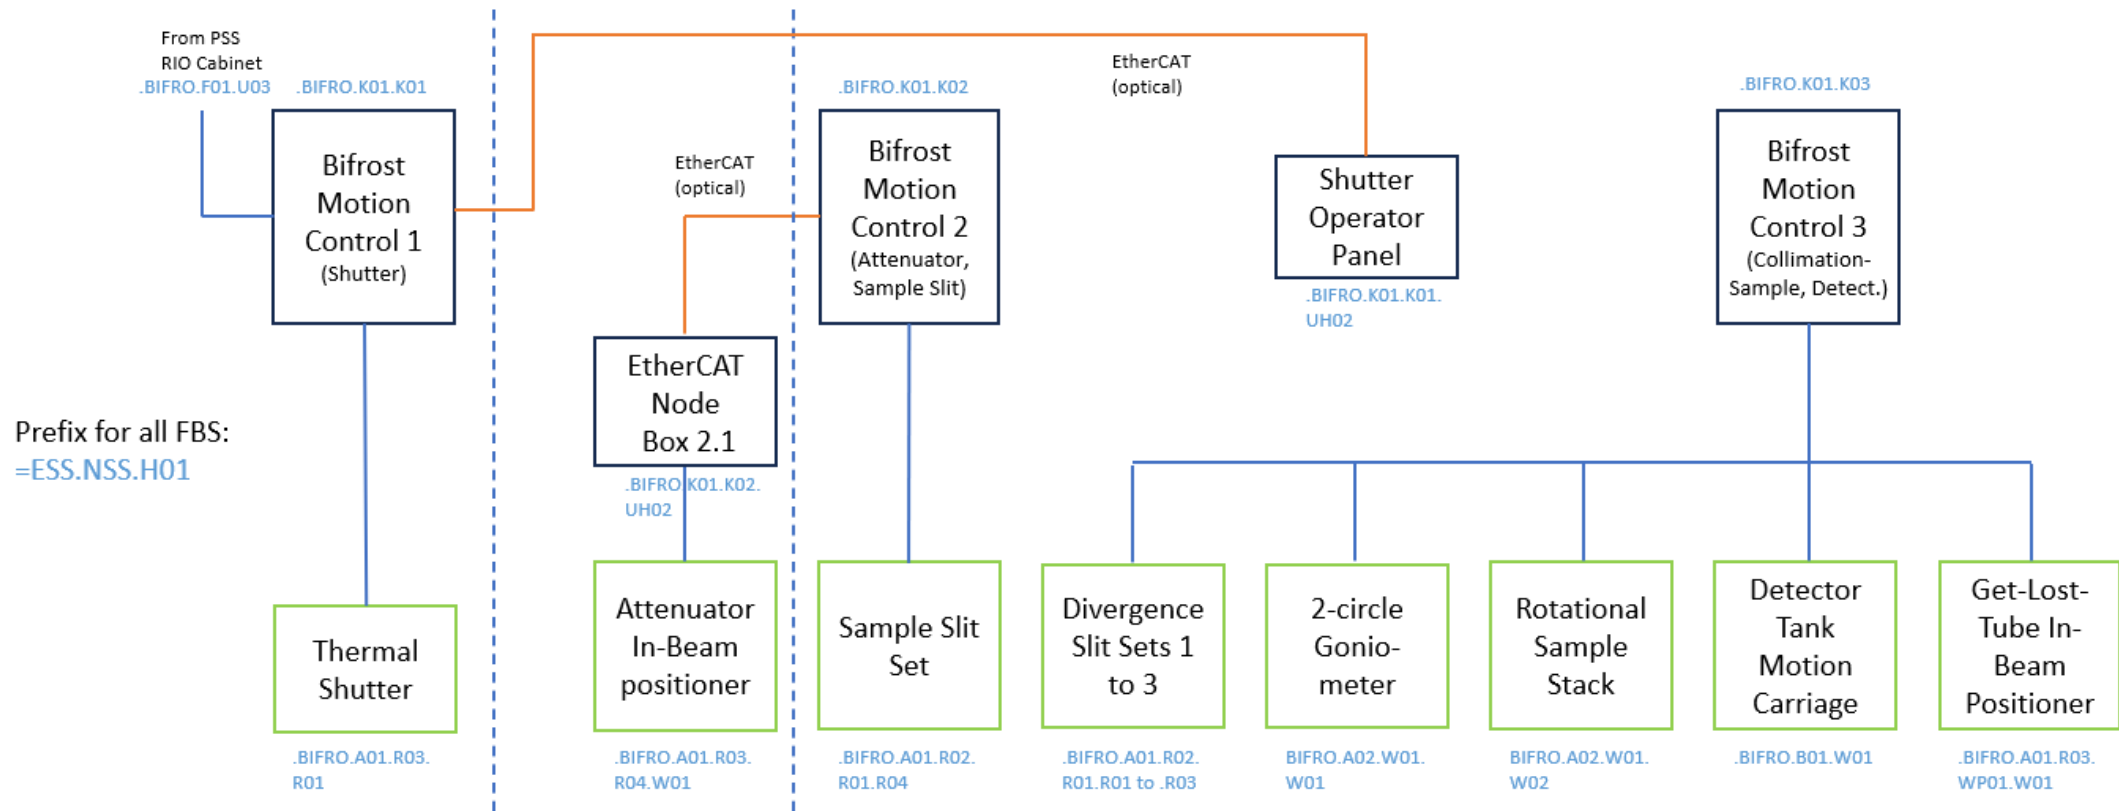 From PSS
RIO Cabinet
.BIFRO.F01.U03
.BIFRO.K01.K01
Bifrost
Motion
Control 1
(Shutter)
EtherCAT
(optical)
.BIFRO.K01.K02
Bifrost
Motion
Control 2
(Attenuator,
Sample Slit)
EtherCAT
(optical)
Shutter
Operator
Panel
.BIFRO.K01.K01.
UH02
.BIFRO.K01.K03
Bifrost
Motion
Control 3
(Collimation-
Sample, Detect.)
EtherCAT
Node
Box 2.1
.BIFRO.K01.K02.
UH02
Prefix for all FBS:
=ESS.NSS.H01
Thermal
Shutter
.BIFRO.A01.R03.
R01
Attenuator
In-Beam
positioner
.BIFRO.A01.R03.
R04.W01
Sample Slit
Set
.BIFRO.A01.R02.
R01.R04
Divergence
Slit Sets 1
to 3
.BIFRO.A01.R02.
R01.R01 to .R03
2-circle
Gonio-
meter
BIFRO.A02.W01.
W01
Rotational
Sample
Stack
BIFRO.A02.W01.
W02
Detector
Tank
Motion
Carriage
.BIFRO.B01.W01
Get-Lost-
Tube In-
Beam
Positioner
.BIFRO.A01.R03.
WP01.W01